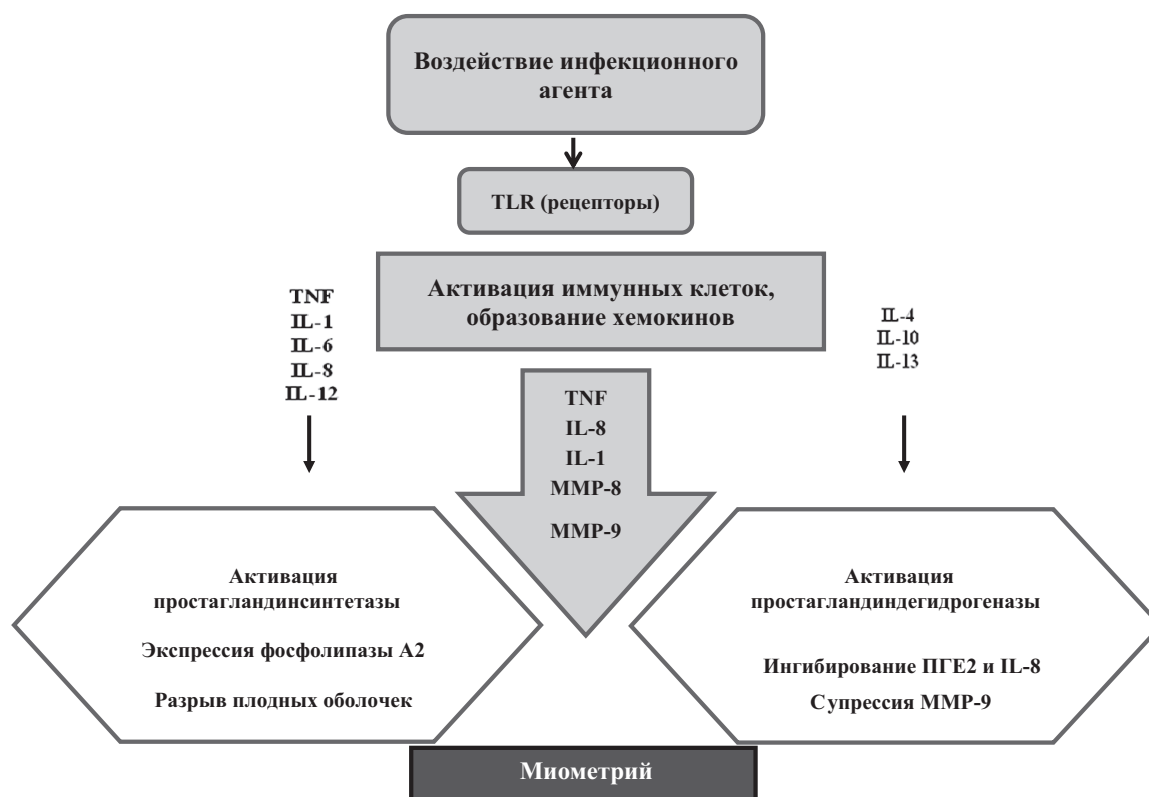 Воздействие инфекционного
агента
TLR (рецепторы)
Активация иммунных клеток,
образование хемокинов
TNF
IL-1
IL-6
IL-8
IL-12
TNF
IL-8
IL-1
MMP-8
MMP-9
IL-4
IL-10
IL-13
Активация
простагландинсинтетазы
Экспрессия фосфолипазы А2
Разрыв плодных оболочек
Активация
простагландиндегидрогеназы
Ингибирование ПГЕ2 и IL-8
Супрессия ММР-9
Миометрий